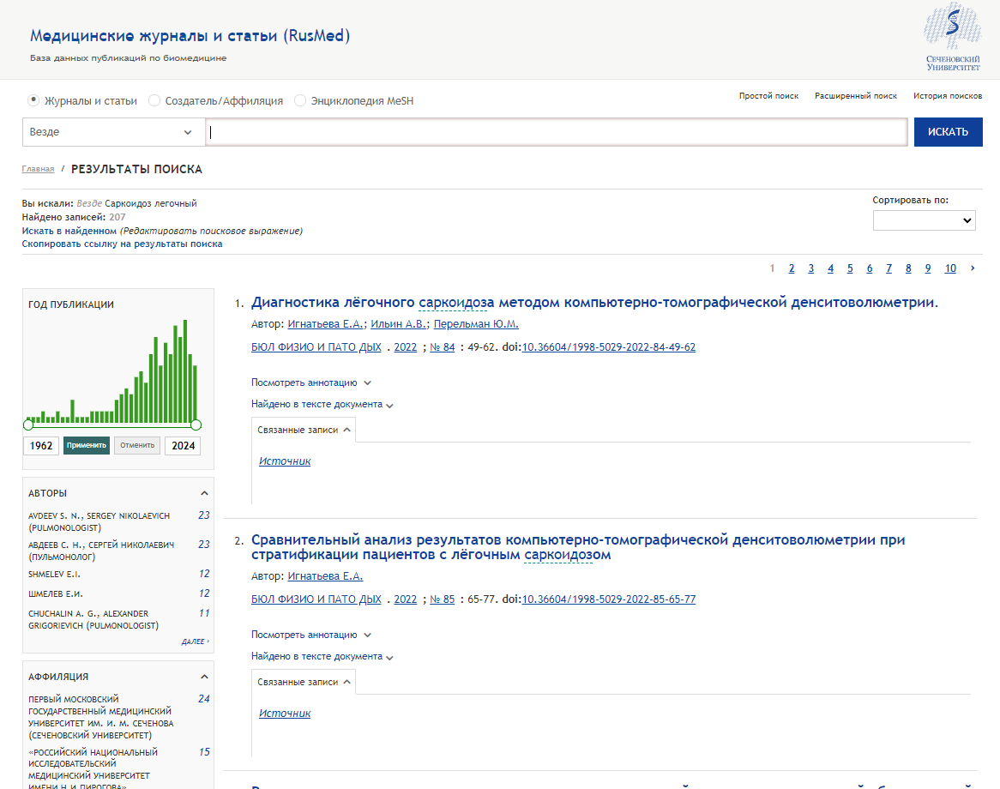 Медицинские журналы и статьи (RusMed)
База данных публикаций по биомедицине
Сеченовский
Университет
Журналы и статьи Создатель/Аффилиация Энциклопедия MeSH
Простой поиск Расширенный поиск История поисков
Везде
ИСКАТЬ
Главная / РЕЗУЛЬТАТЫ ПОИСКА
Вы искали: Везде Саркоидоз легочный
Найдено записей: 207
Искать в найденном (Редактировать поисковое выражение)
Скопировать ссылку на результаты поиска
Сортировать по:
1 2 3 4 5 6 7 8 9 10 ›
ГОД ПУБЛИКАЦИИ
1962 Применить Отменить 2024
АВТОРЫ
AVDEEV S. N., SERGEY NIKOLAEVICH (PULMONOLOGIST) 23
АВДЕЕВ С. Н., СЕРГЕЙ НИКОЛАЕВИЧ (ПУЛЬМОНОЛОГ) 23
SHMELEV E.I. 12
ШМЕЛЕВ Е.И. 12
CHUCHALIN A. G., ALEXANDER GRIGORIEVICH (PULMONOLOGIST) 11
ДАЛЕЕ ›
АФФИЛЯЦИЯ
ПЕРВЫЙ МОСКОВСКИЙ 24
ГОСУДАРСТВЕННЫЙ МЕДИЦИНСКИЙ
УНИВЕРСИТЕТ ИМ. И. М. СЕЧЕНОВА
(СЕЧЕНОВСКИЙ УНИВЕРСИТЕТ)
«РОССИЙСКИЙ НАЦИОНАЛЬНЫЙ 15
ИССЛЕДОВАТЕЛЬСКИЙ
МЕДИЦИНСКИЙ УНИВЕРСИТЕТ
ИМЕНИ Н.И.ПИРОГОВА»
1. Диагностика лёгочного саркоидоза методом компьютерно-томографической денситоволюметрии.
Автор: Игнатьева Е.А.; Ильин А.В.; Перельман Ю.М.
БЮЛ ФИЗИО И ПАТО ДЫХ . 2022 ; № 84 : 49-62. doi:10.36604/1998-5029-2022-84-49-62
Посмотреть аннотацию
Найдено в тексте документа
Связанные записи
Источник
2. Сравнительный анализ результатов компьютерно-томографической денситоволюметрии при
стратификации пациентов с лёгочным саркоидозом
Автор: Игнатьева Е.А.
БЮЛ ФИЗИО И ПАТО ДЫХ . 2022 ; № 85 : 65-77. doi:10.36604/1998-5029-2022-85-65-77
Посмотреть аннотацию
Найдено в тексте документа
Связанные записи
Источник